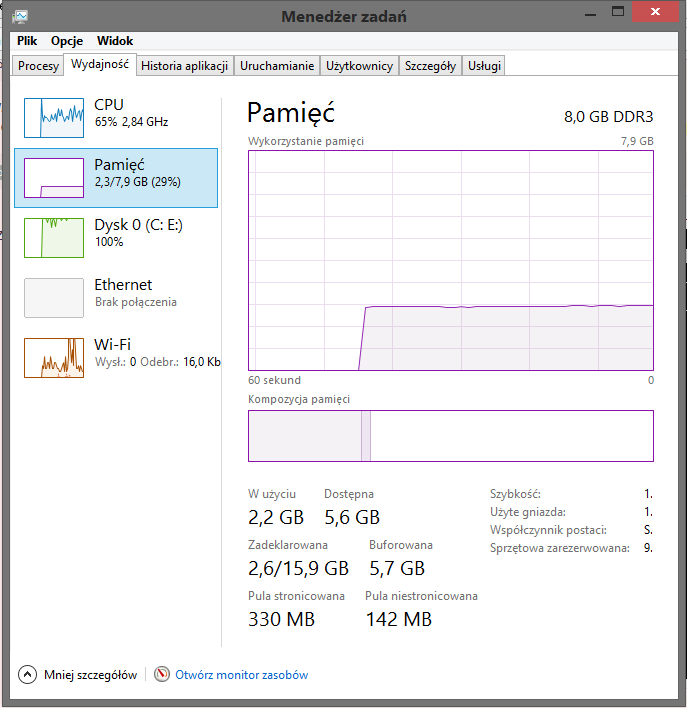 Menedżer zadań
Plik Opcje Widok
Procesy Wydajność Historia aplikacji Uruchamianie Użytkownicy Szczegóły Usługi
CPU
65% 2,84 GHz
Pamięć
2,3/7,9 GB (29%)
Dysk 0 (C: E:)
100%
Ethernet
Brak połączenia
Wi-Fi
Wysł.: 0 Odebr.: 16,0 Kb
Pamięć 8,0 GB DDR3
Wykorzystanie pamięci 7,9 GB
60 sekund 0
Kompozycja pamięci
W użyciu Dostępna
2,2 GB 5,6 GB
Zadeklarowana Buforowana
2,6/15,9 GB 5,7 GB
Pula stronicowana Pula niestronicowana
330 MB 142 MB
Szybkość: 1.
Użyte gniazda: 1.
Współczynnik postaci: S.
Sprzętowa zarezerwowana: 9.
Mniej szczegółów Otwórz monitor zasobów